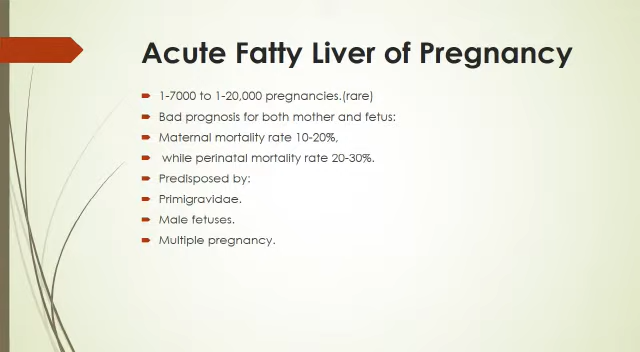 Acute Fatty Liver of Pregnancy
1-7000 to 1-20,000 pregnancies.(rare)
Bad prognosis for both mother and fetus:
Maternal mortality rate 10-20%,
while perinatal mortality rate 20-30%.
Predisposed by:
Primigravidae.
Male fetuses.
Multiple pregnancy.